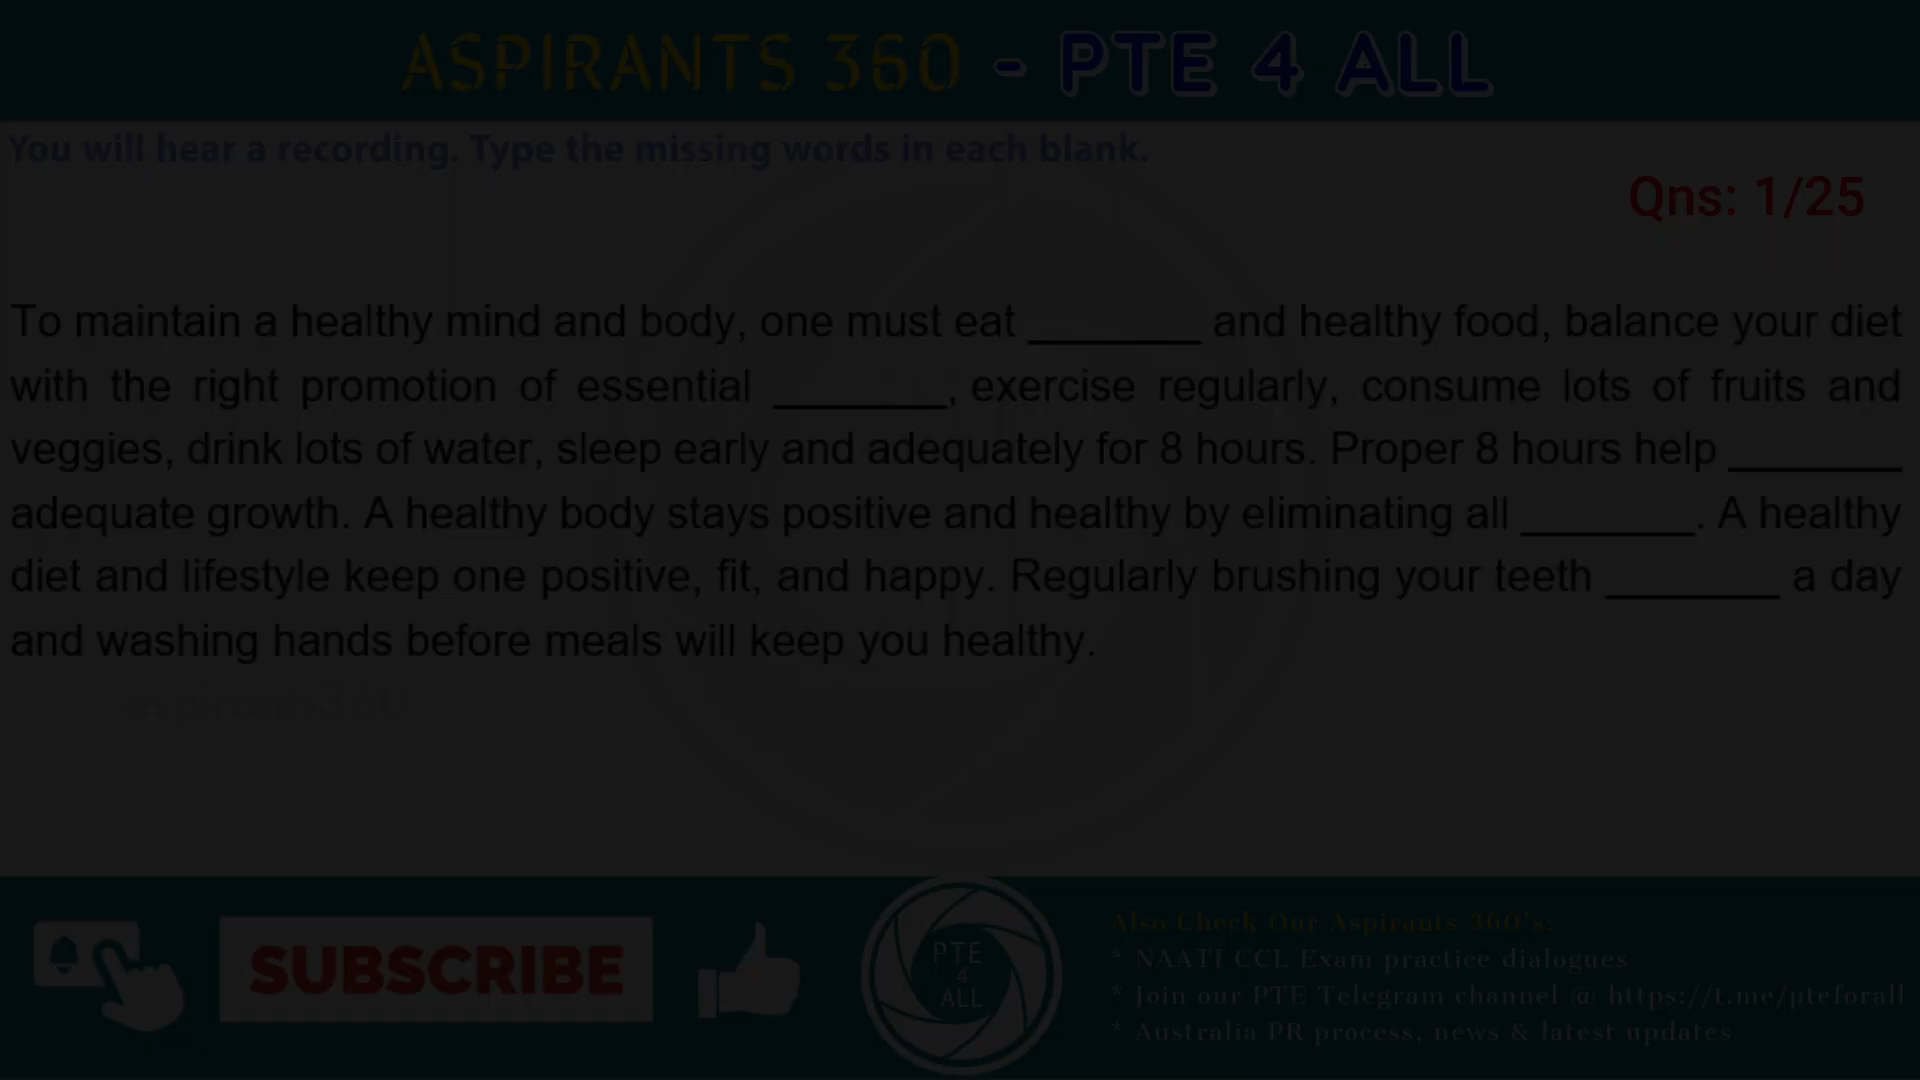 ASPIRANTS 360 - PTE 4 ALL
You will hear a recording. Type the missing words in each blank.
Qns: 1/25
To maintain a healthy mind and body, one must eat ________ and healthy food, balance your diet
with the right promotion of essential ________, exercise regularly, consume lots of fruits and
veggies, drink lots of water, sleep early and adequately for 8 hours. Proper 8 hours help ________
adequate growth. A healthy body stays positive and healthy by eliminating all ________. A healthy
diet and lifestyle keep one positive, fit, and happy. Regularly brushing your teeth ________ a day
and washing hands before meals will keep you healthy.
aspirants360
SUBSCRIBE
PTE
4
ALL
Also Check Our Aspirants 360's:
* NAATI CCL Exam practice dialogues
* Join our PTE Telegram channel @ https://t.me/pteforall
* Australia PR process, news & latest updates